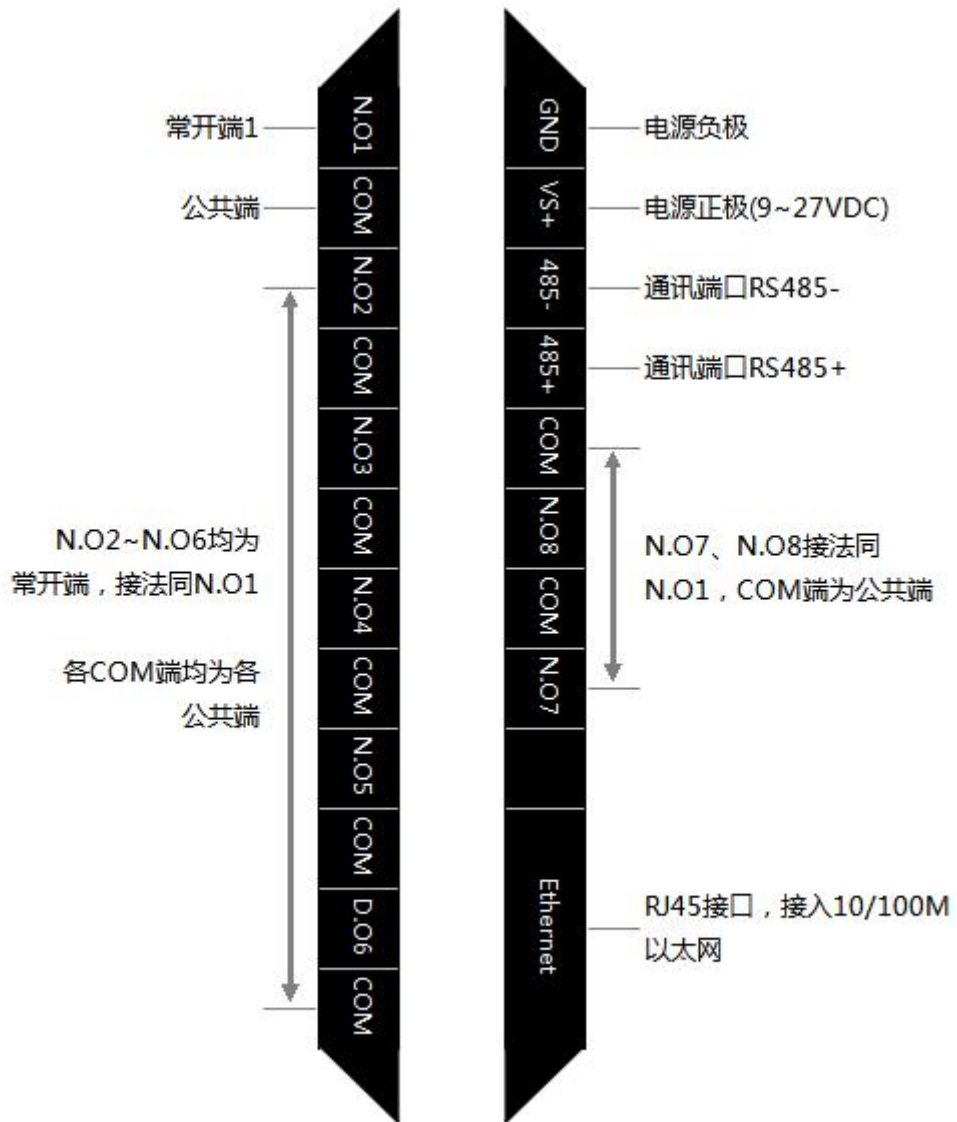 常开端1
公共端
N.O2~N.O6均为
常开端，接法同N.O1
各COM端均为各
公共端
N.O1
COM
N.O2
COM
N.O3
COM
N.O4
COM
N.O5
COM
D.O6
COM
GND
VS+
485-
485+
COM
N.O8
COM
N.O7
Ethernet
电源负极
电源正极(9~27VDC)
通讯端口RS485-
通讯端口RS485+
N.O7、N.O8接法同
N.O1，COM端为公共端
RJ45接口，接入10/100M
以太网